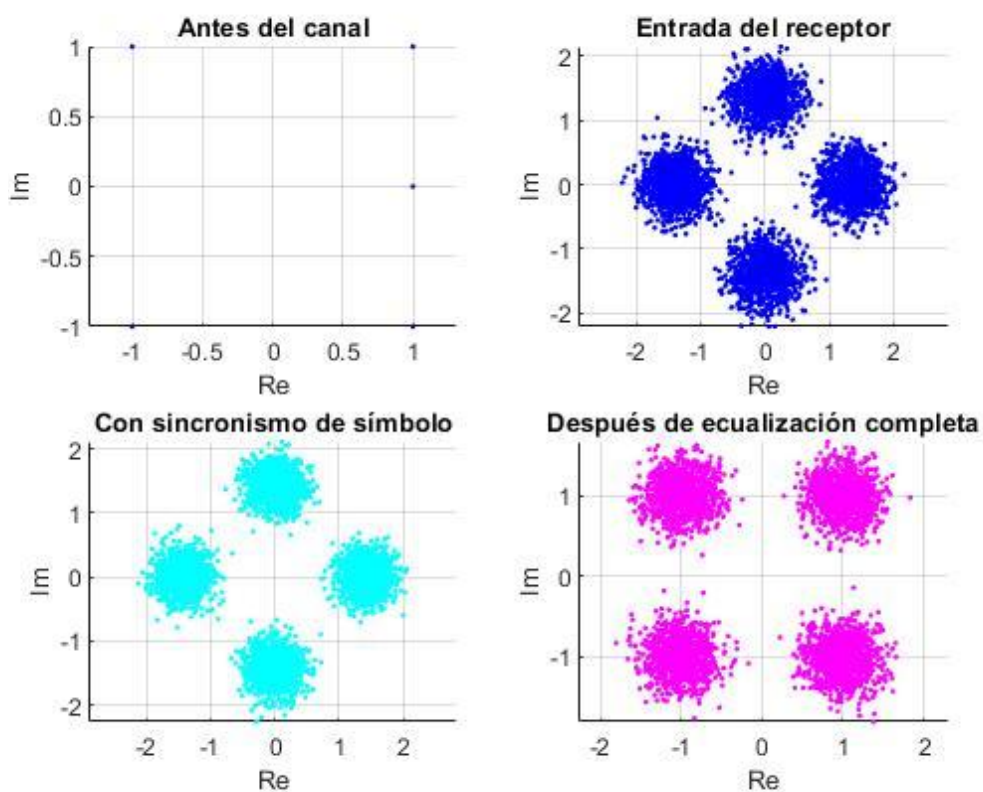 Antes del canal
1
0.5
0
-0.5
-1
Im
-1 -0.5 0 0.5 1
Re
Entrada del receptor
2
1
0
-1
-2
Im
-2 -1 0 1 2
Re
Con sincronismo de símbolo
2
1
0
-1
-2
Im
-2 -1 0 1 2
Re
Después de ecualización completa
1
0
-1
Im
-2 -1 0 1 2
Re